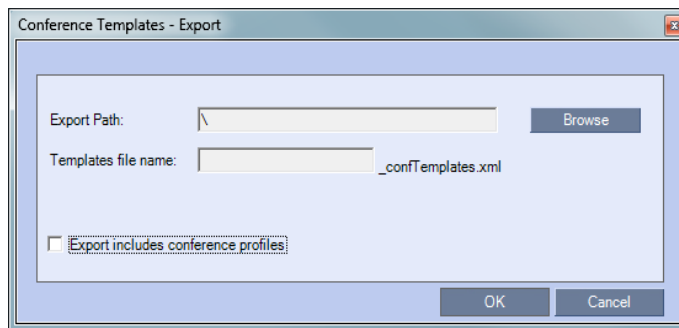 Conference Templates - Export
Export Path: \ Browse
Templates file name: _confTemplates.xml
Export includes conference profiles
OK Cancel